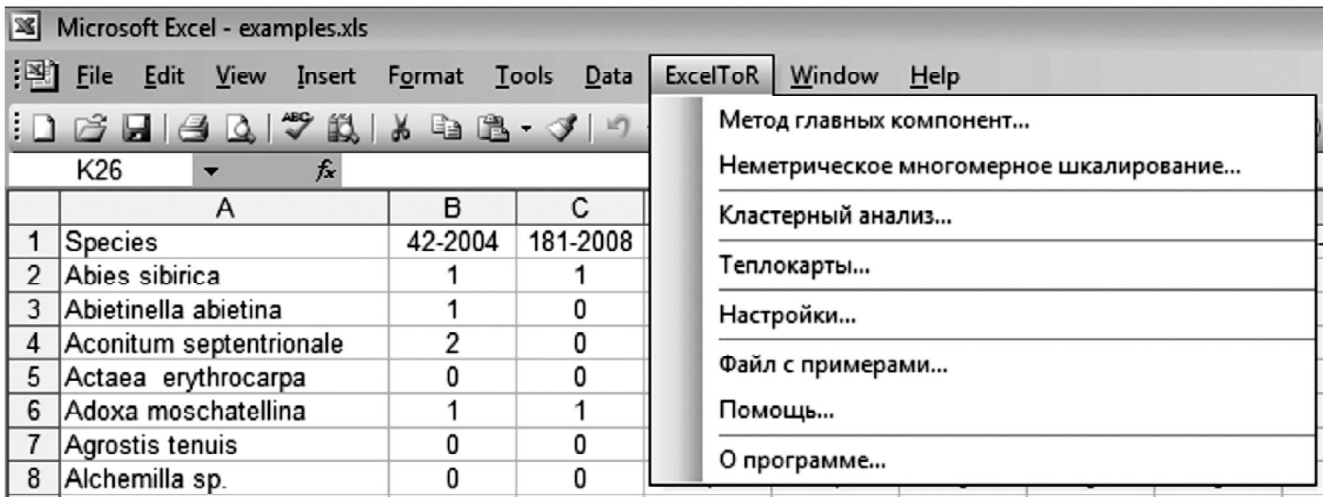 Microsoft Excel - examples.xls
File Edit View Insert Format Tools Data ExcelToR Window Help
ABC
K26 fx
Метод главных компонент...
Неметрическое многомерное шкалирование...
Кластерный анализ...
Теплокарты...
Настройки...
Файл с примерами...
Помощь...
О программе...
A B C
1 Species 42-2004 181-2008
2 Abies sibirica 1 1
3 Abietinella abietina 1 0
4 Aconitum septentrionale 2 0
5 Actaea erythrocarpa 0 0
6 Adoxa moschatellina 1 1
7 Agrostis tenuis 0 0
8 Alchemilla sp. 0 0